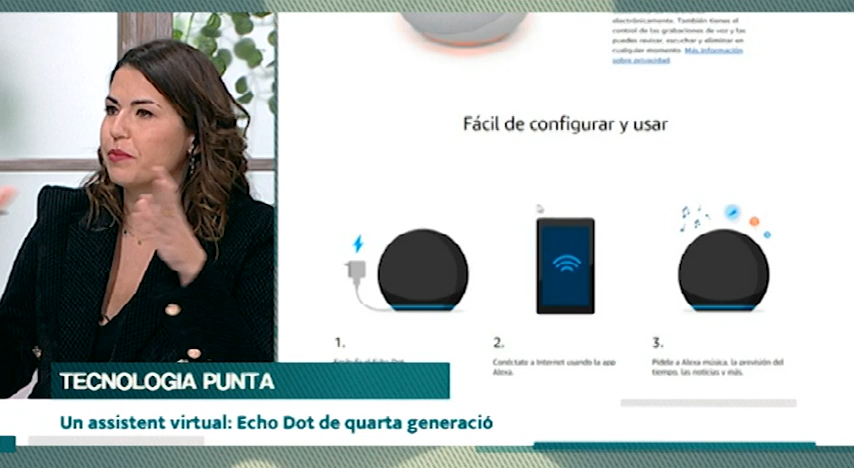 electrónicamente. También tienes el
control de las grabaciones de voz y las
puedes revisar, escuchar y eliminar en
cualquier momento. Más información
sobre privacidad.
Fácil de configurar y usar
1.
2.
3.
Echo Dot
Conéctate a Internet usando la app
Alexa.
Pídele a Alexa música, la previsión del
tiempo, las noticias y más.
TECNOLOGIA PUNTA
Un assistent virtual: Echo Dot de quarta generació